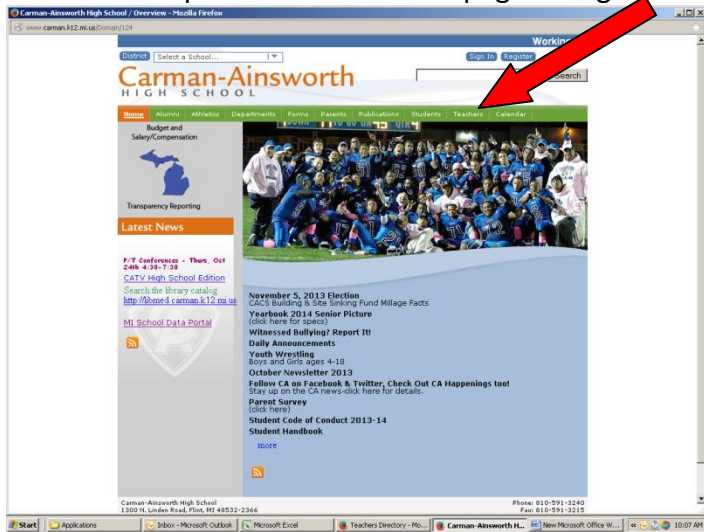 Carman-Ainsworth High School / Overview - Mozilla Firefox
www.carman.k12.mi.us/Domain/124
District Select a School...
Sign In Register
Carman-Ainsworth
HIGH SCHOOL
Home Alumni Athletics Departments Forms Parents Publications Students Teachers Calendar
Budget and
Salary/Compensation
Transparency Reporting
Latest News
P/T Conferences - Thurs, Oct
24th 4:30-7:30
CATV High School Edition
Search the library catalog
http://libmed.carman.k12.mi.us
MI School Data Portal
November 5, 2013 Election
CACS Building & Site Sinking Fund Millage Facts
Yearbook 2014 Senior Picture
(click here for specs)
Witnessed Bullying? Report It!
Daily Announcements
Youth Wrestling
Boys and Girls ages 4-18
October Newsletter 2013
Follow CA on Facebook & Twitter, Check Out CA Happenings too!
Stay up on the CA news-click here for details.
Parent Survey
(click here)
Student Code of Conduct 2013-14
Student Handbook
more
Carman-Ainsworth High School
1300 N. Linden Road, Flint, MI 48532-2366
Phone: 810-591-3240
Fax: 810-591-3215
Start Applications Inbox - Microsoft Outlook Microsoft Excel Teachers Directory - Mo... Carman-Ainsworth H... New Microsoft Office W... 10:07 AM